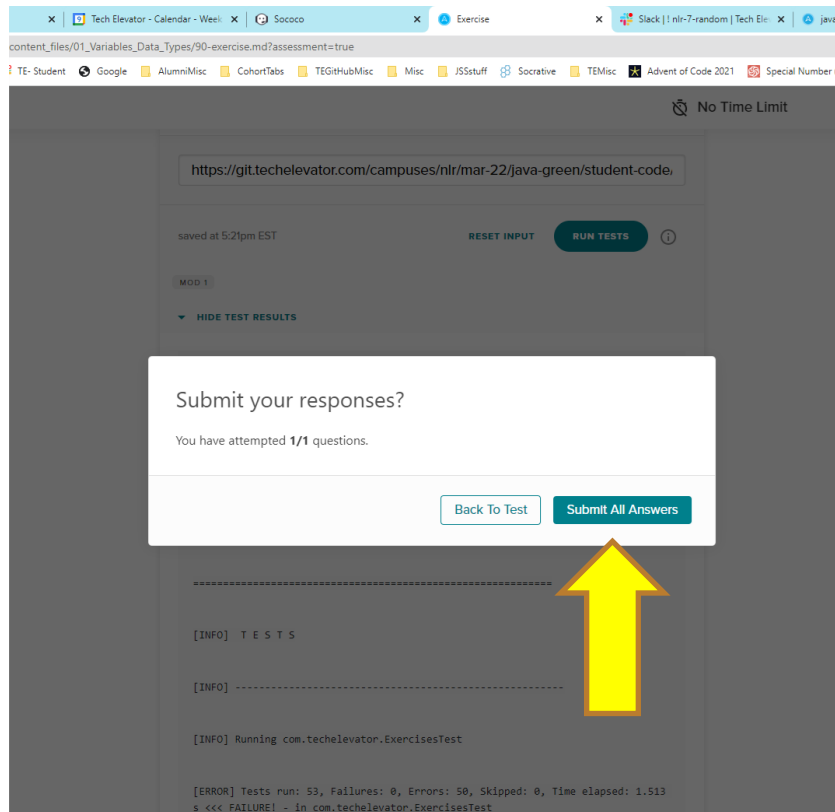 Tech Elevator - Calendar - Week
Sococo
Exercise
Slack | ! nlr-7-random | Tech Ele
java
content_files/01_Variables_Data_Types/90-exercise.md?assessment=true
TE- Student
Google
AlumniMisc
CohortTabs
TEGitHubMisc
Misc
JSSstuff
Socrative
TEMisc
Advent of Code 2021
Special Number
No Time Limit
https://git.techelevator.com/campuses/nlr/mar-22/java-green/student-code/
saved at 5:21pm EST
RESET INPUT
RUN TESTS
MOD 1
HIDE TEST RESULTS
Submit your responses?
You have attempted 1/1 questions.
Back To Test
Submit All Answers
============================================================
[INFO]  T E S T S
[INFO] -------------------------------------------------------
[INFO] Running com.techelevator.ExercisesTest
[ERROR] Tests run: 53, Failures: 0, Errors: 50, Skipped: 0, Time elapsed: 1.513
s <<< FAILURE! - in com.techelevator.ExercisesTest